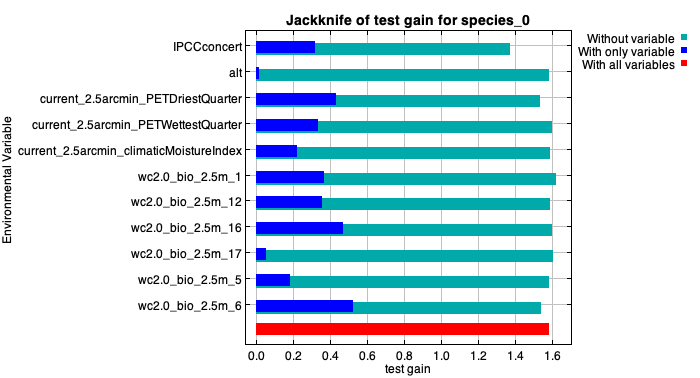 Jackknife of test gain for species_0
Without variable
With only variable
With all variables
Environmental Variable
IPCCconcert
alt
current_2.5arcmin_PETDriestQuarter
current_2.5arcmin_PETWettestQuarter
current_2.5arcmin_climaticMoistureIndex
wc2.0_bio_2.5m_1
wc2.0_bio_2.5m_12
wc2.0_bio_2.5m_16
wc2.0_bio_2.5m_17
wc2.0_bio_2.5m_5
wc2.0_bio_2.5m_6
0.0 0.2 0.4 0.6 0.8 1.0 1.2 1.4 1.6
test gain